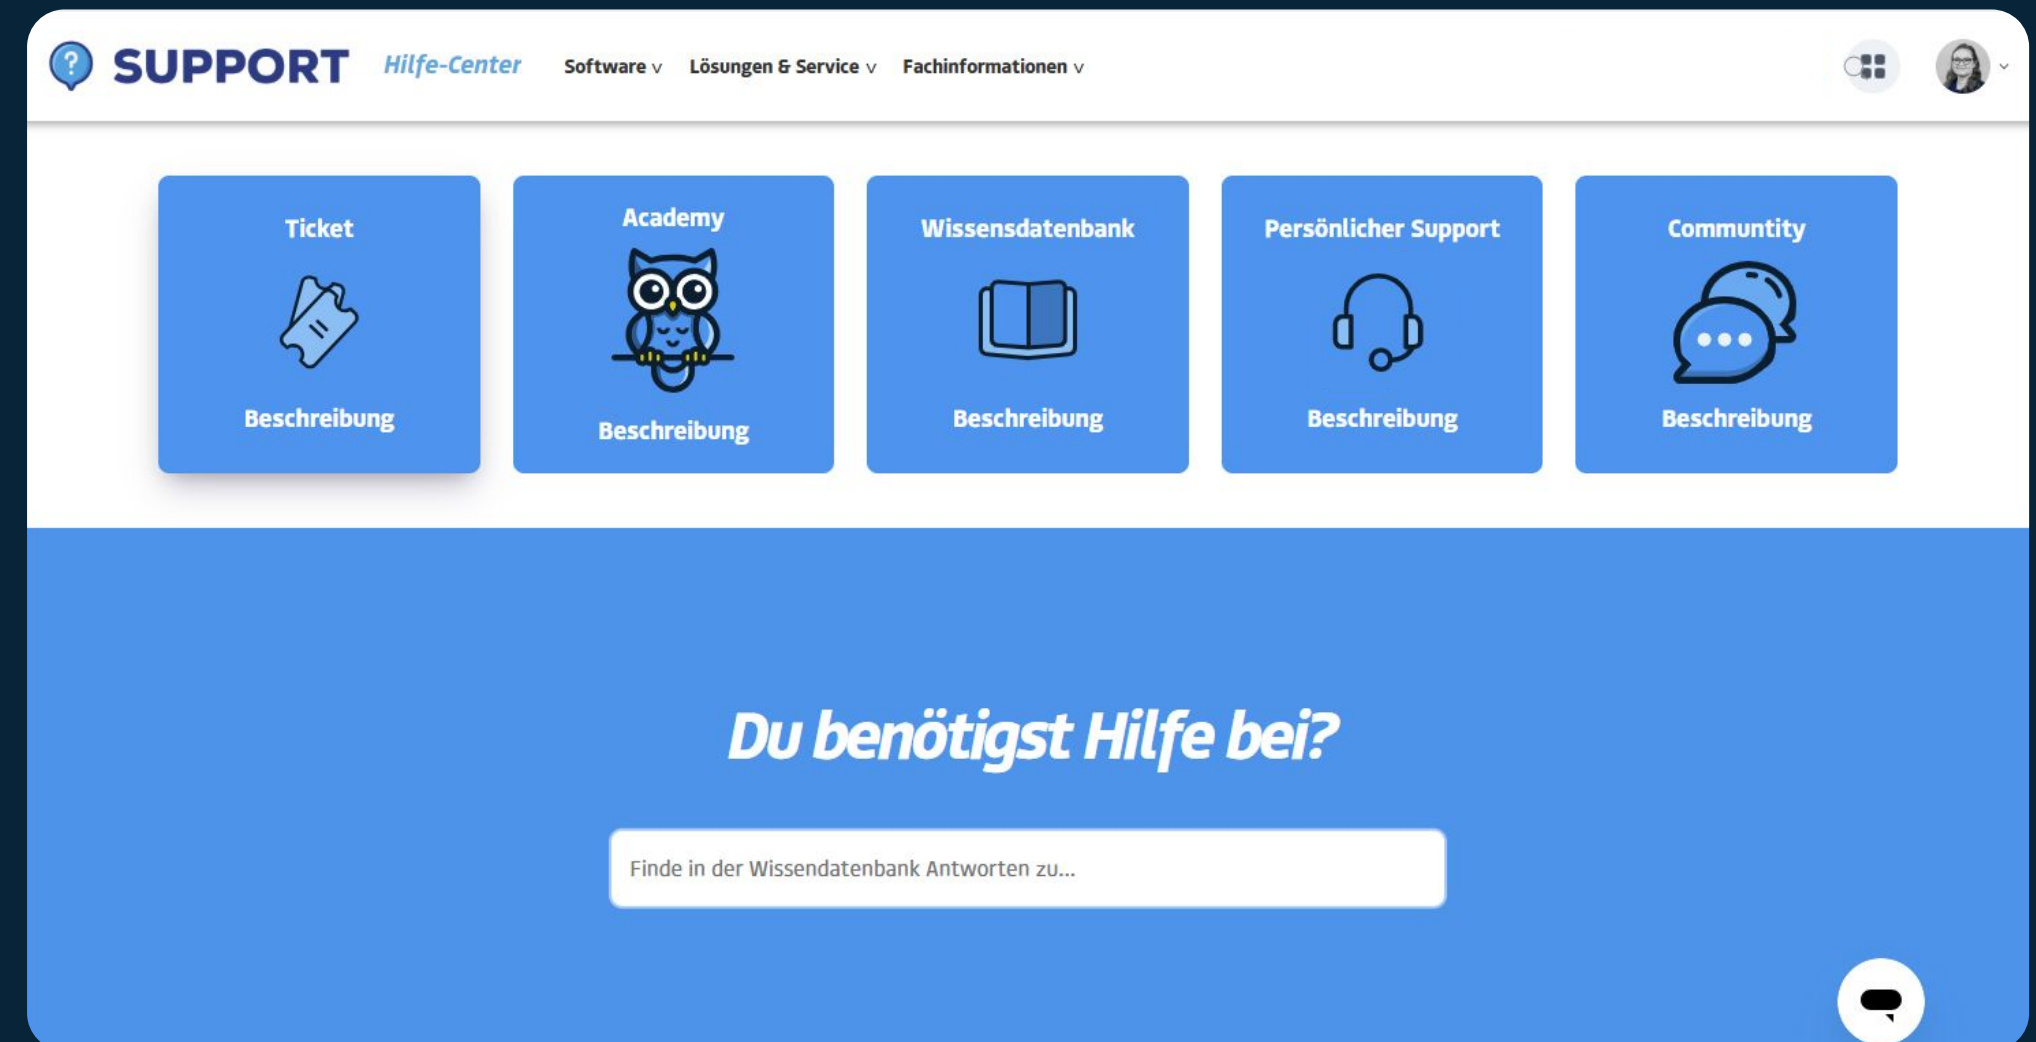 SUPPORT Hilfe-Center Software v Lösungen & Service v Fachinformationen v
Ticket
Beschreibung
Academy
Beschreibung
Wissensdatenbank
Beschreibung
Persönlicher Support
Beschreibung
Communtity
Beschreibung
Du benötigst Hilfe bei?
Finde in der Wissendatenbank Antworten zu...